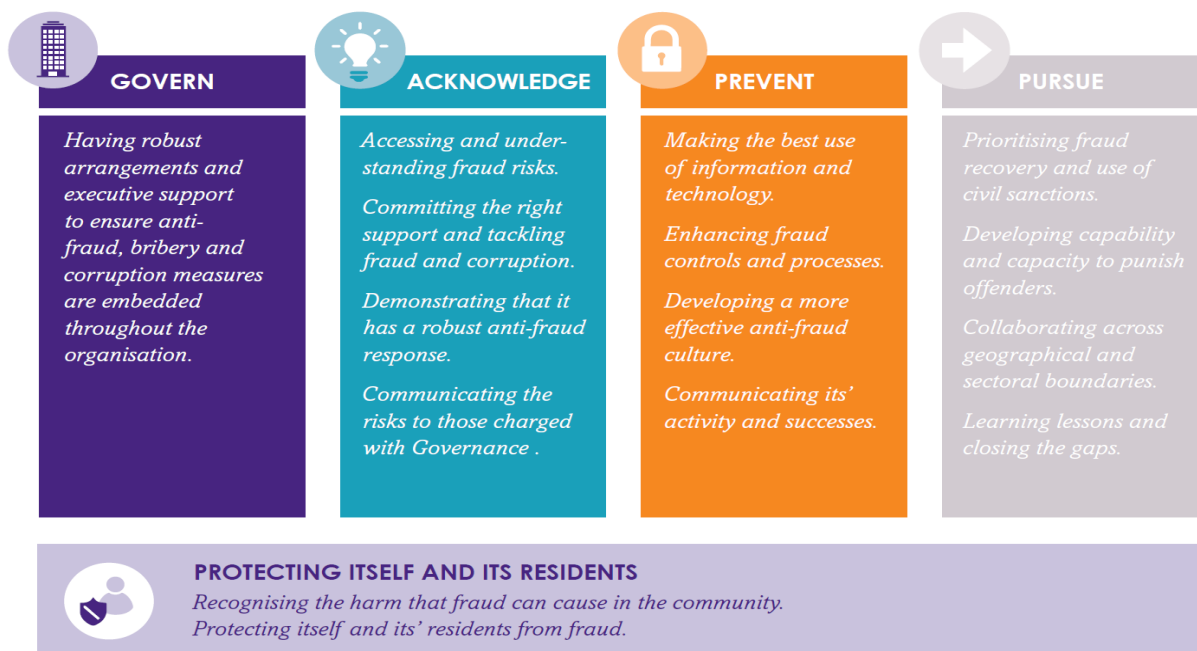 GOVERN
Having robust
arrangements and
executive support
to ensure anti-
fraud, bribery and
corruption measures
are embedded
throughout the
organisation.
ACKNOWLEDGE
Accessing and under-
standing fraud risks.
Committing the right
support and tackling
fraud and corruption.
Demonstrating that it
has a robust anti-fraud
response.
Communicating the
risks to those charged
with Governance .
PREVENT
Making the best use
of information and
technology.
Enhancing fraud
controls and processes.
Developing a more
effective anti-fraud
culture.
Communicating its’
activity and successes.
PURSUE
Prioritising fraud
recovery and use of
civil sanctions.
Developing capability
and capacity to punish
offenders.
Collaborating across
geographical and
sectoral boundaries.
Learning lessons and
closing the gaps.
PROTECTING ITSELF AND ITS RESIDENTS
Recognising the harm that fraud can cause in the community.
Protecting itself and its’ residents from fraud.